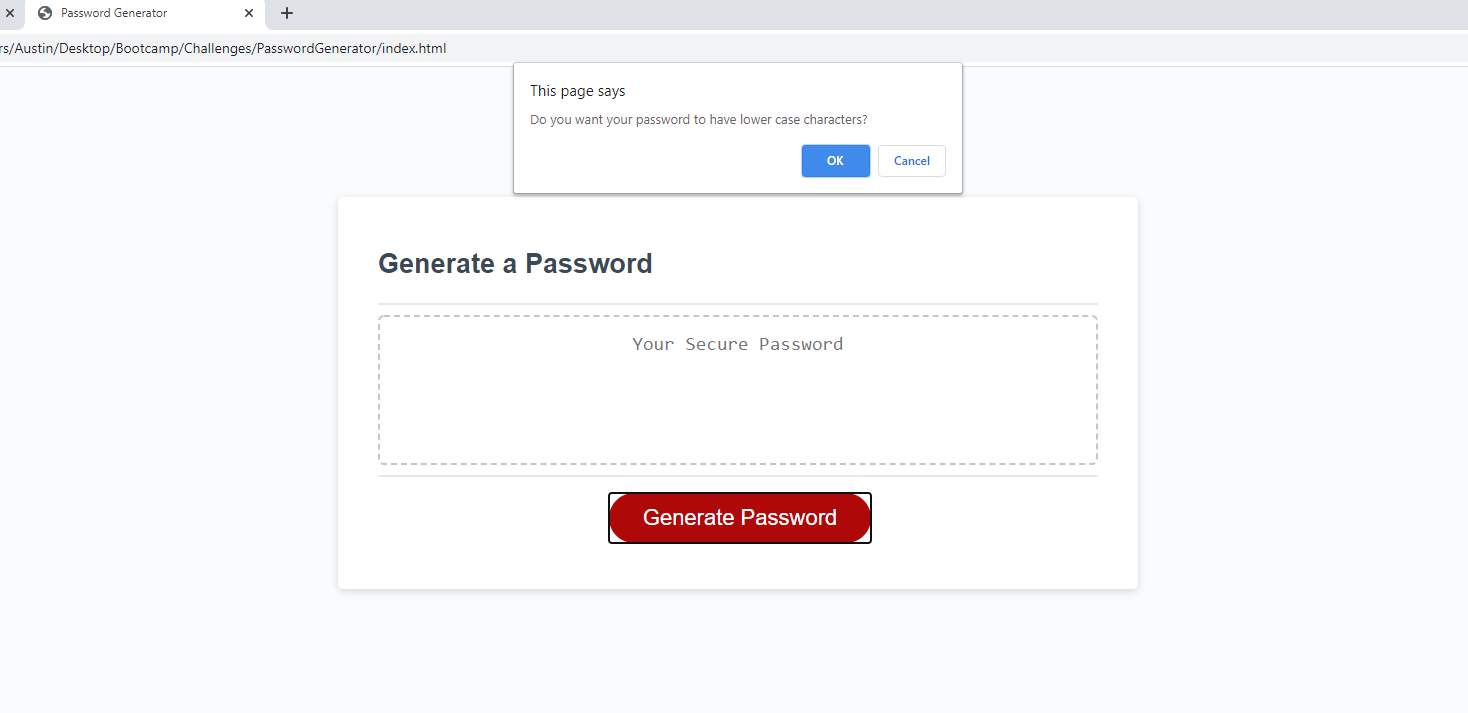 Password Generator
rs/Austin/Desktop/Bootcamp/Challenges/PasswordGenerator/index.html
This page says
Do you want your password to have lower case characters?
OK Cancel
Generate a Password
Your Secure Password
Generate Password